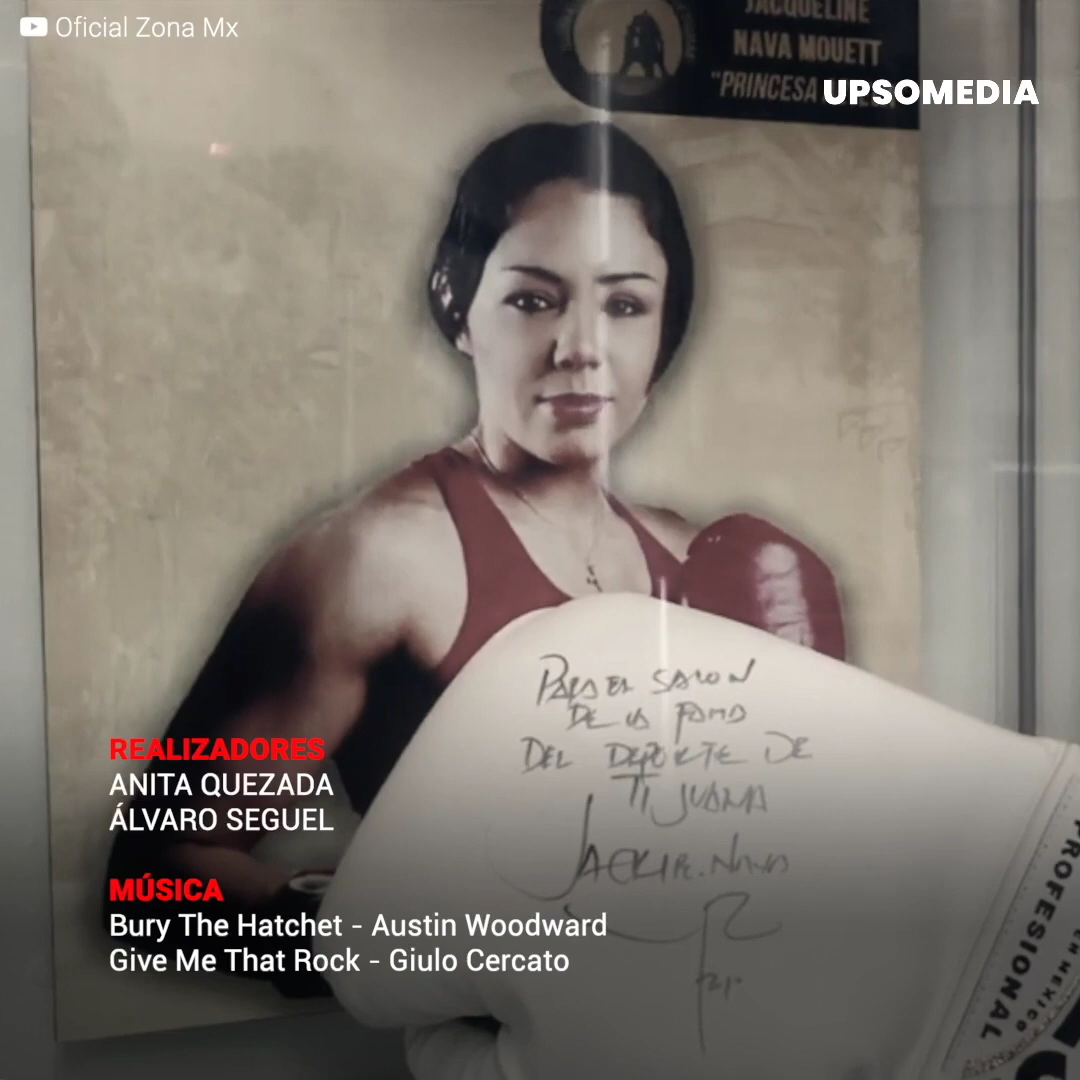 Oficial Zona Mx
JACQUELINE
NAVA MOUETT
"PRINCESA
UPSOMEDIA
PARA EL SALON
DE LA FAMA
DEL DEPORTE DE
TIJUANA
JACKIE NAVA
PROFESIONAL
EN MEXICO
REALIZADORES
ANITA QUEZADA
ÁLVARO SEGUEL
MÚSICA
Bury The Hatchet - Austin Woodward
Give Me That Rock - Giulo Cercato